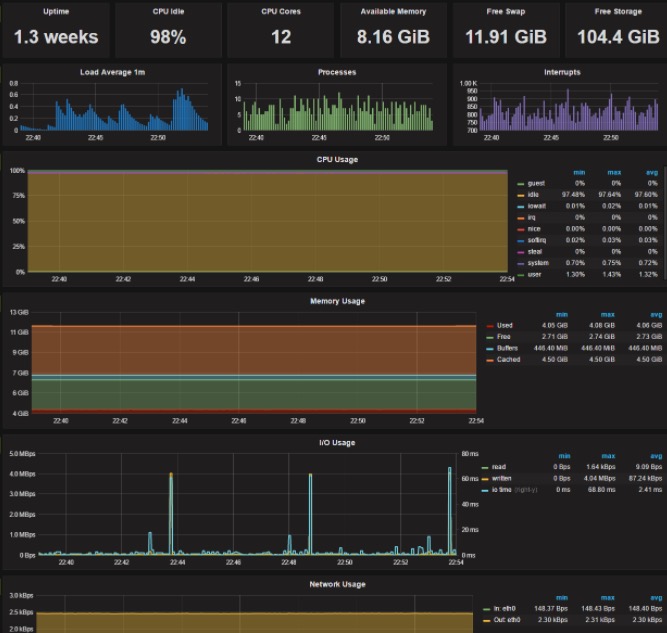 Uptime CPU Idle CPU Cores Available Memory Free Swap Free Storage
1.3 weeks 98% 12 8.16 GiB 11.91 GiB 104.4 GiB
Load Average 1m Processes Interrupts
0.8 15 1.00 K
0.6 950
10 900
0.4 850
5 800
0.2 750
0 0 700
22:40 22:45 22:50 22:40 22:45 22:50 22:40 22:45 22:50
CPU Usage
100% min max avg
guest 0% 0% 0%
idle 97.48% 97.64% 97.60%
75% iowait 0.01% 0.02% 0.01%
irq 0% 0% 0%
50% nice 0.00% 0.00% 0.00%
softirq 0.02% 0.03% 0.03%
25% steal 0% 0% 0%
system 0.70% 0.75% 0.72%
0% user 1.30% 1.43% 1.32%
22:40 22:42 22:44 22:46 22:48 22:50 22:52 22:54
Memory Usage
13 GiB min max avg
11 GiB Used 4.05 GiB 4.08 GiB 4.06 GiB
Free 2.71 GiB 2.74 GiB 2.73 GiB
9 GiB Buffers 446.40 MiB 446.40 MiB 446.40 MiB
Cached 4.50 GiB 4.50 GiB 4.50 GiB
7 GiB
6 GiB
4 GiB
22:40 22:42 22:44 22:46 22:48 22:50 22:52 22:54
I/O Usage
5.0 MBps 80 ms min max avg
read 0 Bps 1.64 kBps 9.09 Bps
4.0 MBps 60 ms written 0 Bps 4.04 MBps 87.24 kBps
io time (right y) 0 ms 68.80 ms 2.41 ms
3.0 MBps 40 ms
2.0 MBps
20 ms
1.0 MBps
0 Bps 0 ms
22:40 22:42 22:44 22:46 22:48 22:50 22:52 22:54
Network Usage
3.0 kBps min max avg
In: eth0 148.37 Bps 148.43 Bps 148.40 Bps
2.5 kBps Out: eth0 2.30 kBps 2.31 kBps 2.30 kBps
2.0 kBps